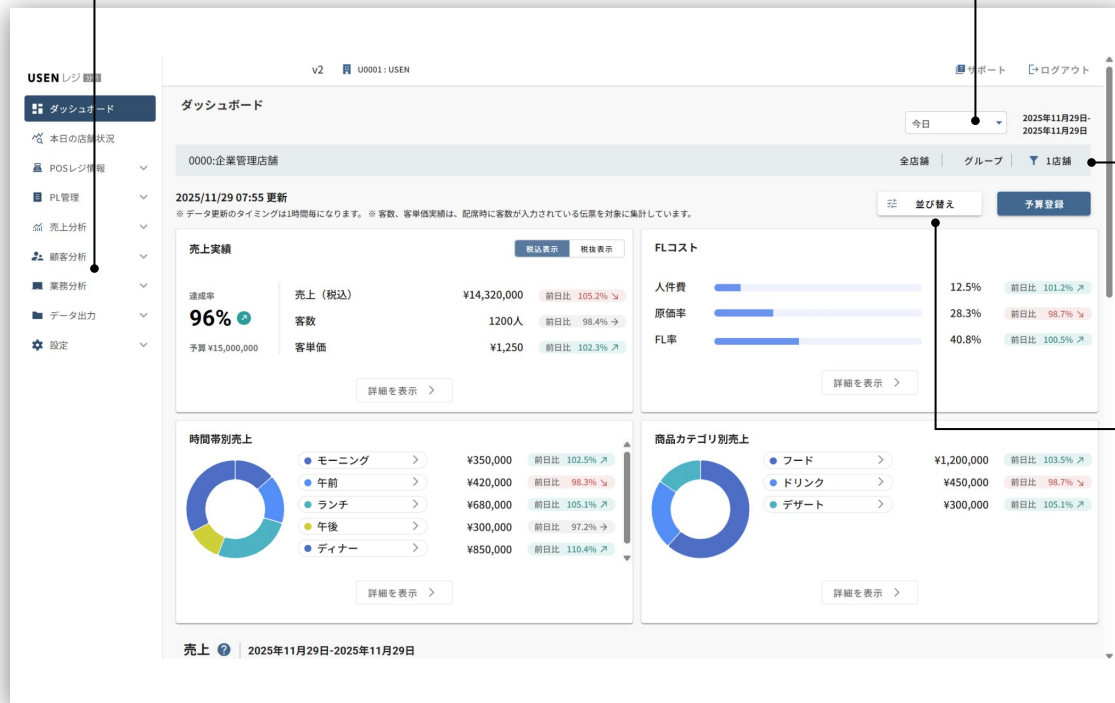 USEN レジ 分析
v2 U0001 : USEN
サポート ログアウト
ダッシュボード
本日の店舗状況
POSレジ情報
PL管理
売上分析
顧客分析
業務分析
データ出力
設定
ダッシュボード
今日
2025年11月29日-
2025年11月29日
0000:企業管理店舗
全店舗 グループ 1店舗
2025/11/29 07:55 更新
※ データ更新のタイミングは1時間毎になります。 ※ 客数、客単価実績は、配席時に客数が入力されている伝票を対象に集計しています。
並び替え
予算登録
売上実績
税込表示 税抜表示
達成率
96%
予算 ¥15,000,000
売上（税込） ¥14,320,000 前日比 105.2%
客数 1200人 前日比 98.4%
客単価 ¥1,250 前日比 102.3%
詳細を表示
FLコスト
人件費 12.5% 前日比 101.2%
原価率 28.3% 前日比 98.7%
FL率 40.8% 前日比 100.5%
詳細を表示
時間帯別売上
モーニング ¥350,000 前日比 102.5%
午前 ¥420,000 前日比 98.3%
ランチ ¥680,000 前日比 105.1%
午後 ¥300,000 前日比 97.2%
ディナー ¥850,000 前日比 110.4%
詳細を表示
商品カテゴリ別売上
フード ¥1,200,000 前日比 103.5%
ドリンク ¥450,000 前日比 98.7%
デザート ¥300,000 前日比 105.1%
詳細を表示
売上 2025年11月29日-2025年11月29日